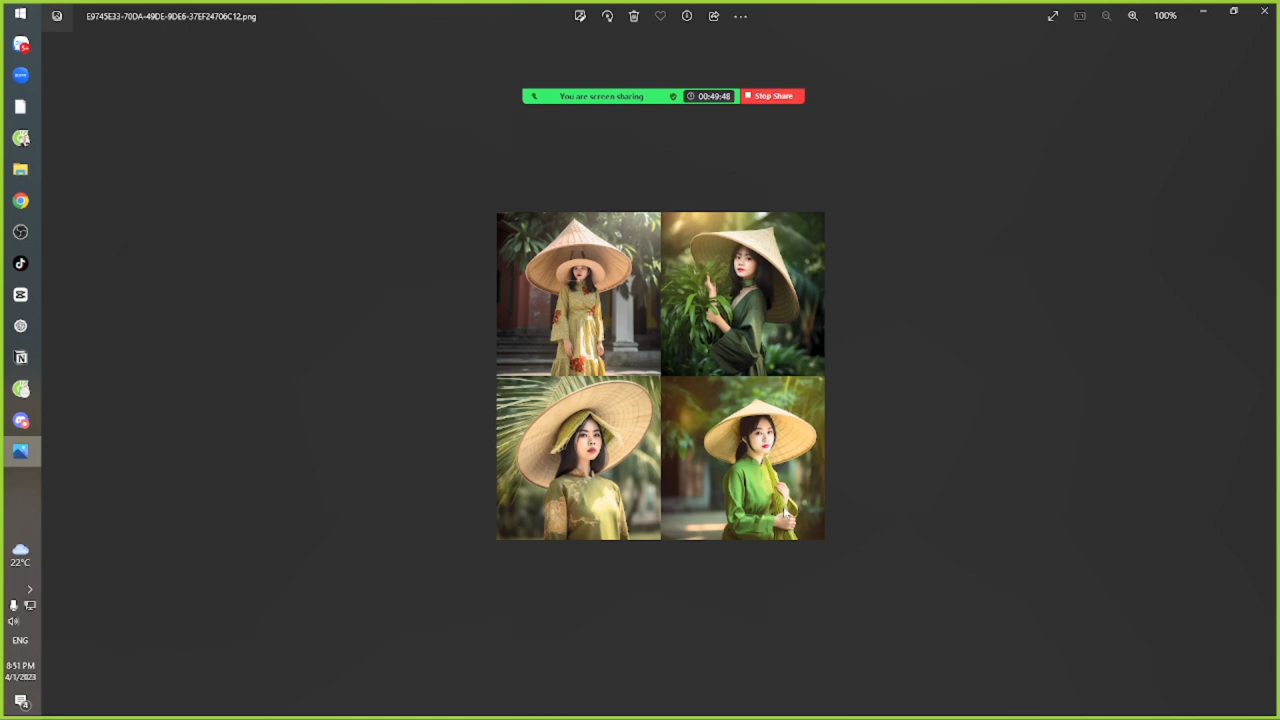 E9745E33-70DA-49DE-9DE6-37EF24706C12.png
100%
You are screen sharing
00:49:48
Stop Share
22°C
ENG
8:51 PM
4/1/2023
4